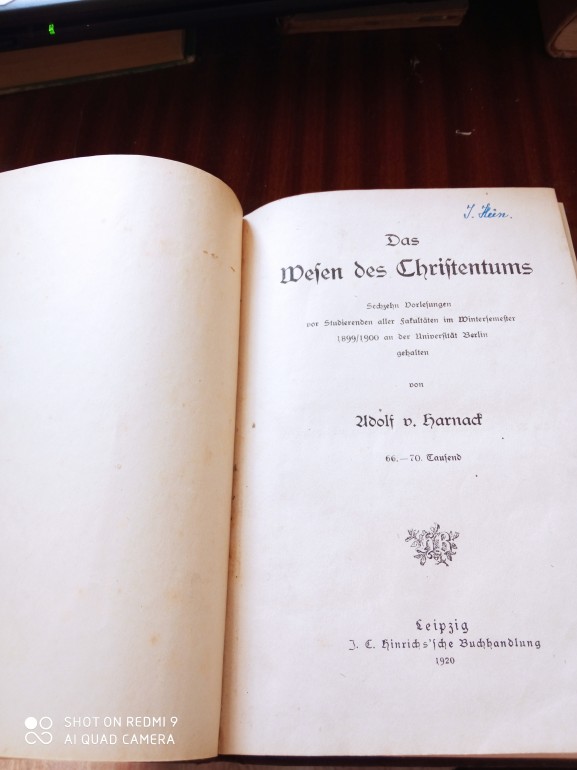 J. Stein.
Das
Wesen des Christentums
Sechzehn Vorlesungen
vor Studierenden aller Fakultäten im Wintersemester
1899/1900 an der Universität Berlin
gehalten
von
Adolf v. Harnack
66.—70. Tausend
Leipzig
J. C. Hinrichs'sche Buchhandlung
1920
SHOT ON REDMI 9
AI QUAD CAMERA